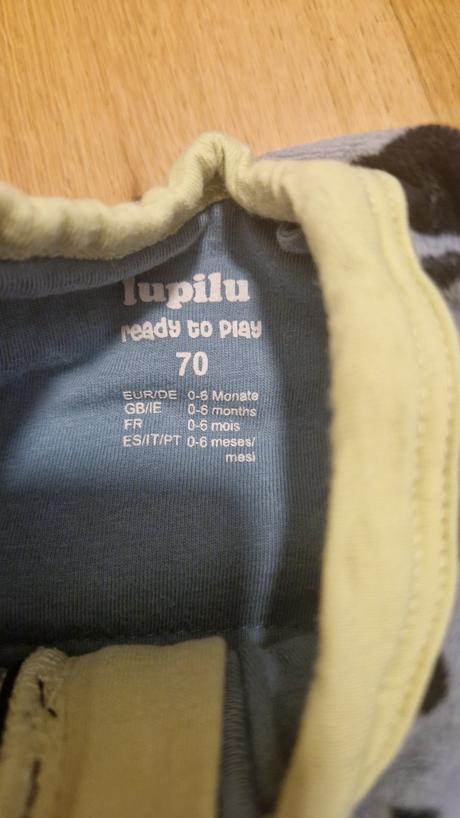 lupilu
ready to play
70
EUR/DE 0-6 Monate
GB/IE 0-6 months
FR 0-6 mois
ES/IT/PT 0-6 meses/
mesi